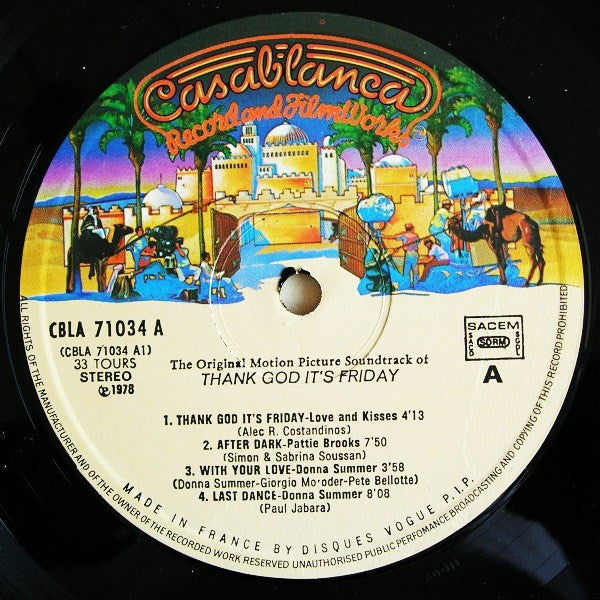 Casablanca
Record and FilmWorks
CBLA 71034 A
(CBLA 71034 A1)
33 TOURS
STEREO
℗1978
SACEM
SACD
SDRM
SGDL
A
The Original Motion Picture Soundtrack of
THANK GOD IT'S FRIDAY
1. THANK GOD IT'S FRIDAY-Love and Kisses 4'13
(Alec R. Costandinos)
2. AFTER DARK-Pattie Brooks 7'50
(Simon & Sabrina Soussan)
3. WITH YOUR LOVE-Donna Summer 3'58
(Donna Summer-Giorgio Moroder-Pete Bellotte)
4. LAST DANCE-Donna Summer 8'08
(Paul Jabara)
MADE IN FRANCE BY DISQUES VOGUE P.I.P.
ALL RIGHTS OF THE MANUFACTURER AND OF THE OWNER OF THE RECORDED WORK RESERVED UNAUTHORISED PUBLIC PERFOMANCE BROADCASTING AND COPYING OF THIS RECORD PROHIBITED